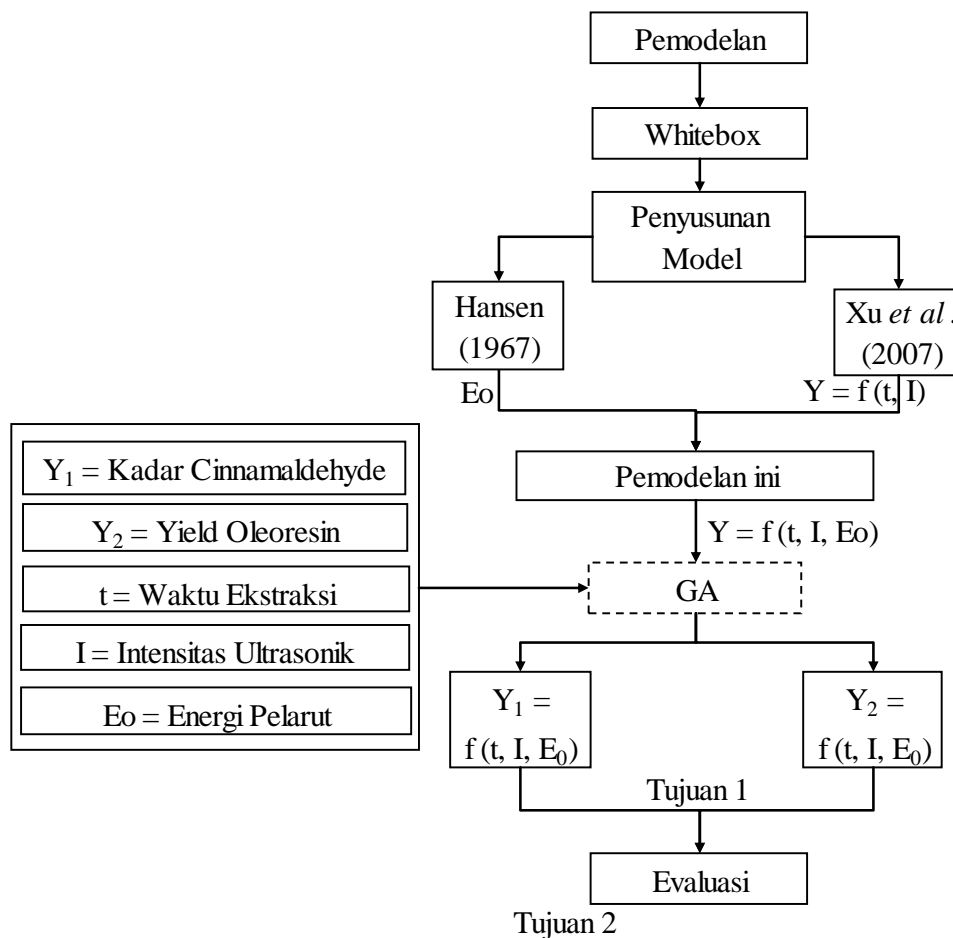 Pemodelan
Whitebox
Penyusunan
Model
Hansen
(1967)
Xu et al .
(2007)
Eo
Y = f (t, I)
Pemodelan ini
Y = f (t, I, Eo)
Y₁ = Kadar Cinnamaldehyde
Y₂ = Yield Oleoresin
t = Waktu Ekstraksi
I = Intensitas Ultrasonik
Eo = Energi Pelarut
GA
Y₁ =
f (t, I, E₀)
Y₂ =
f (t, I, E₀)
Tujuan 1
Evaluasi
Tujuan 2